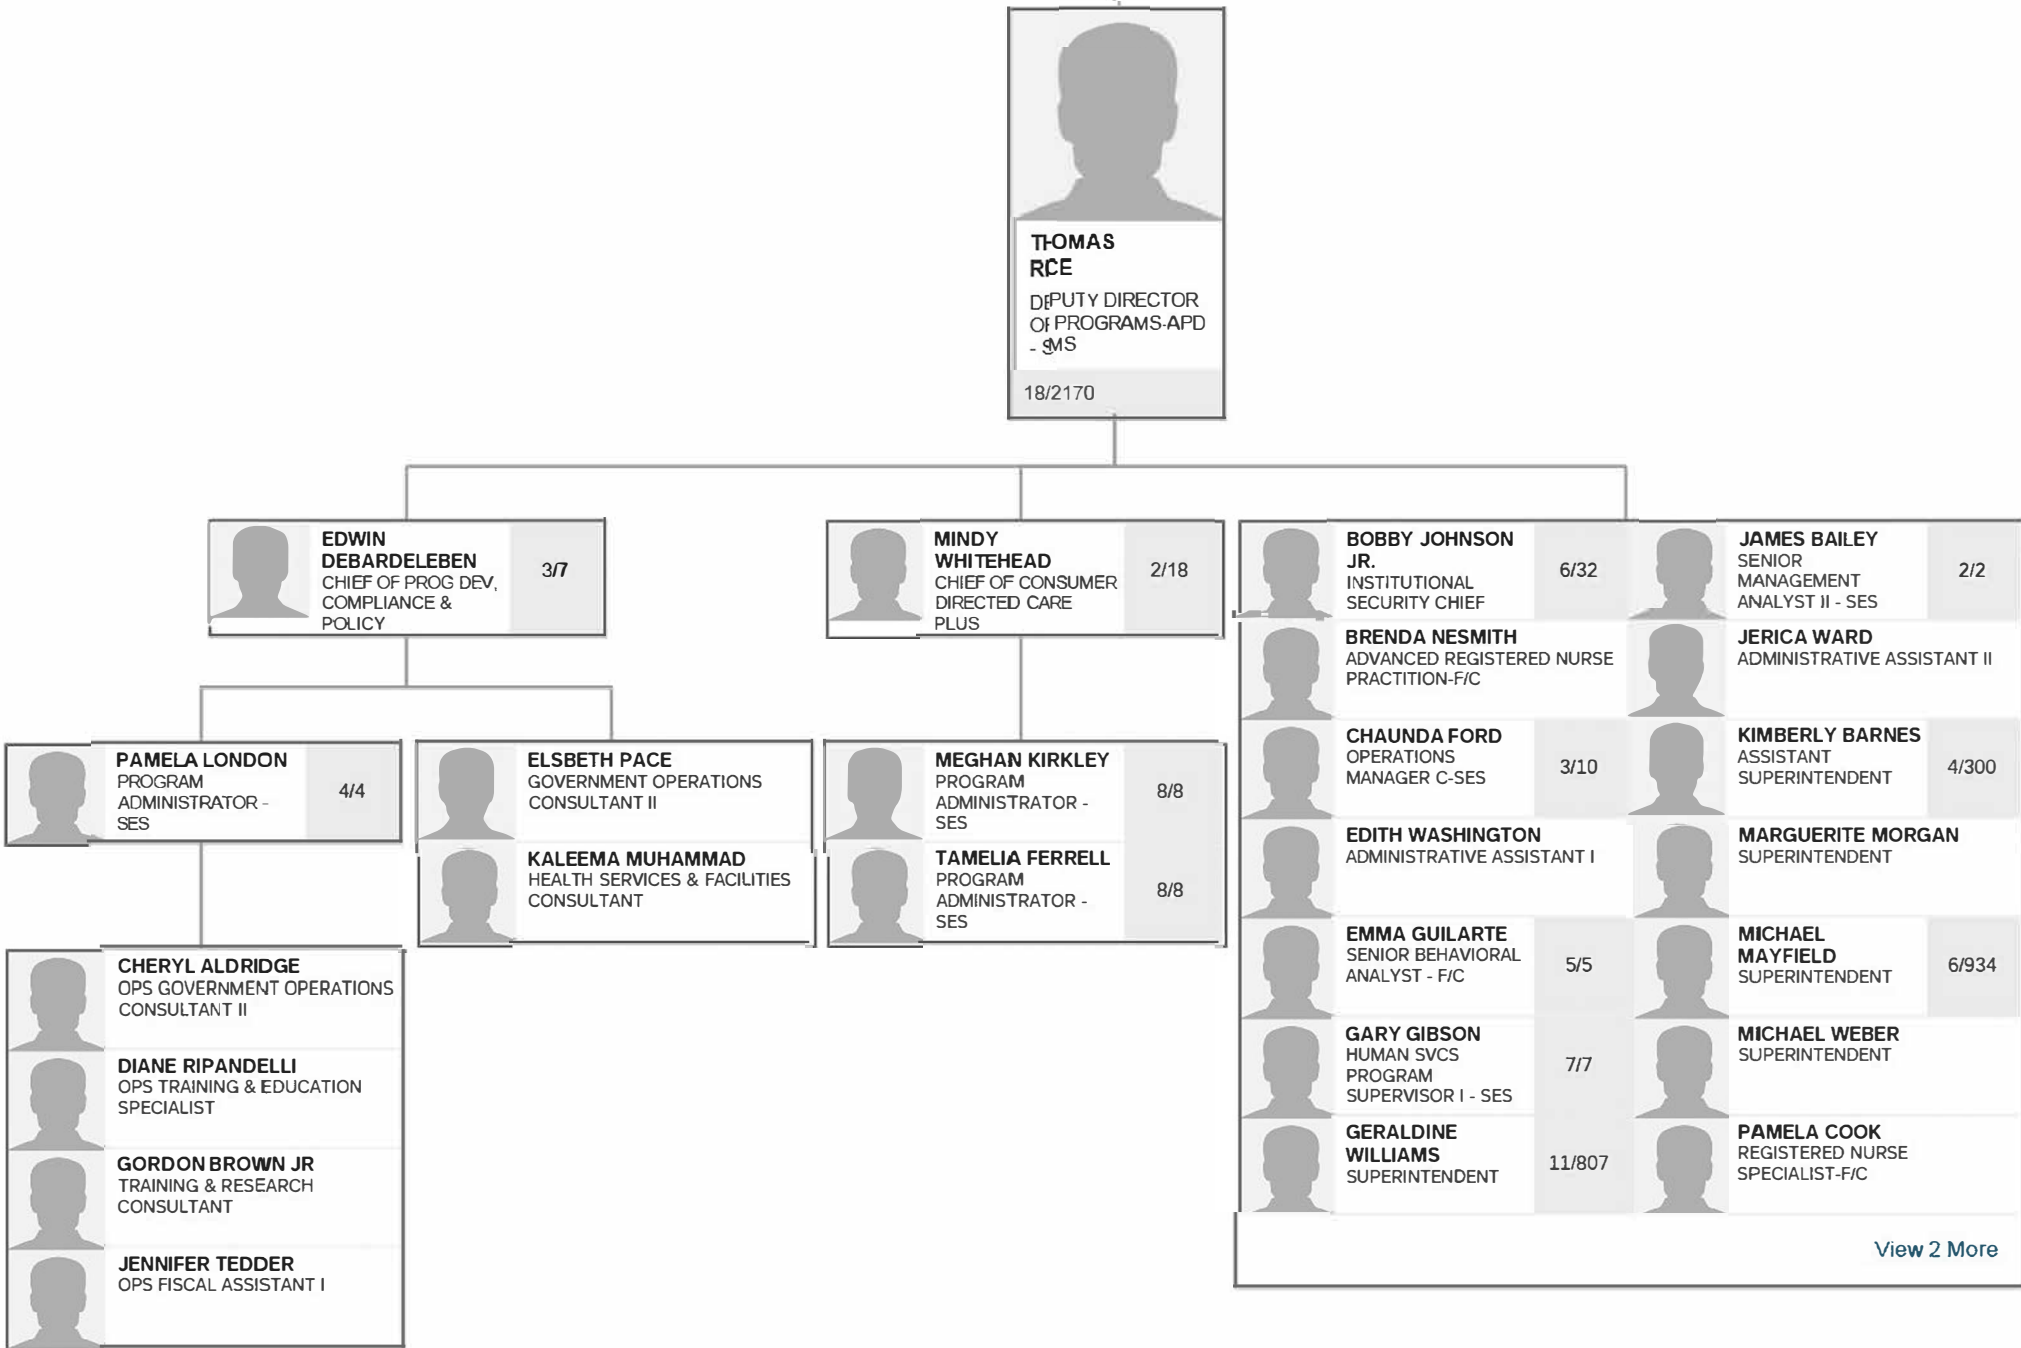 THOMAS
RICE
DEPUTY DIRECTOR
OF PROGRAMS-APD
- SMS
18/2170
EDWIN
DEBARDELEBEN
CHIEF OF PROG DEV,
COMPLIANCE &
POLICY
3/7
MINDY
WHITEHEAD
CHIEF OF CONSUMER
DIRECTED CARE
PLUS
2/18
PAMELA LONDON
PROGRAM
ADMINISTRATOR -
SES
4/4
ELSBETH PACE
GOVERNMENT OPERATIONS
CONSULTANT II
KALEEMA MUHAMMAD
HEALTH SERVICES & FACILITIES
CONSULTANT
MEGHAN KIRKLEY
PROGRAM
ADMINISTRATOR -
SES
8/8
TAMELIA FERRELL
PROGRAM
ADMINISTRATOR -
SES
8/8
CHERYL ALDRIDGE
OPS GOVERNMENT OPERATIONS
CONSULTANT II
DIANE RIPANDELLI
OPS TRAINING & EDUCATION
SPECIALIST
GORDON BROWN JR
TRAINING & RESEARCH
CONSULTANT
JENNIFER TEDDER
OPS FISCAL ASSISTANT I
BOBBY JOHNSON
JR.
INSTITUTIONAL
SECURITY CHIEF
6/32
JAMES BAILEY
SENIOR
MANAGEMENT
ANALYST II - SES
2/2
BRENDA NESMITH
ADVANCED REGISTERED NURSE
PRACTITION-F/C
JERICA WARD
ADMINISTRATIVE ASSISTANT II
CHAUNDA FORD
OPERATIONS
MANAGER C-SES
3/10
KIMBERLY BARNES
ASSISTANT
SUPERINTENDENT
4/300
EDITH WASHINGTON
ADMINISTRATIVE ASSISTANT I
MARGUERITE MORGAN
SUPERINTENDENT
EMMA GUILARTE
SENIOR BEHAVIORAL
ANALYST - F/C
5/5
MICHAEL
MAYFIELD
SUPERINTENDENT
6/934
GARY GIBSON
HUMAN SVCS
PROGRAM
SUPERVISOR I - SES
7/7
MICHAEL WEBER
SUPERINTENDENT
GERALDINE
WILLIAMS
SUPERINTENDENT
11/807
PAMELA COOK
REGISTERED NURSE
SPECIALIST-F/C
View 2 More